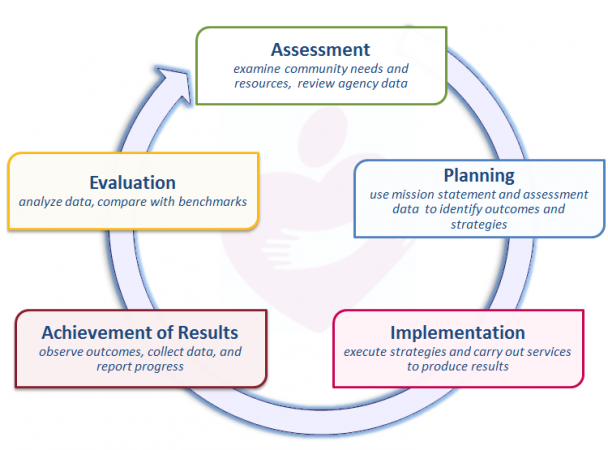 Assessment
examine community needs and
resources, review agency data
Planning
use mission statement and assessment
data to identify outcomes and
strategies
Implementation
execute strategies and carry out services
to produce results
Achievement of Results
observe outcomes, collect data, and
report progress
Evaluation
analyze data, compare with benchmarks